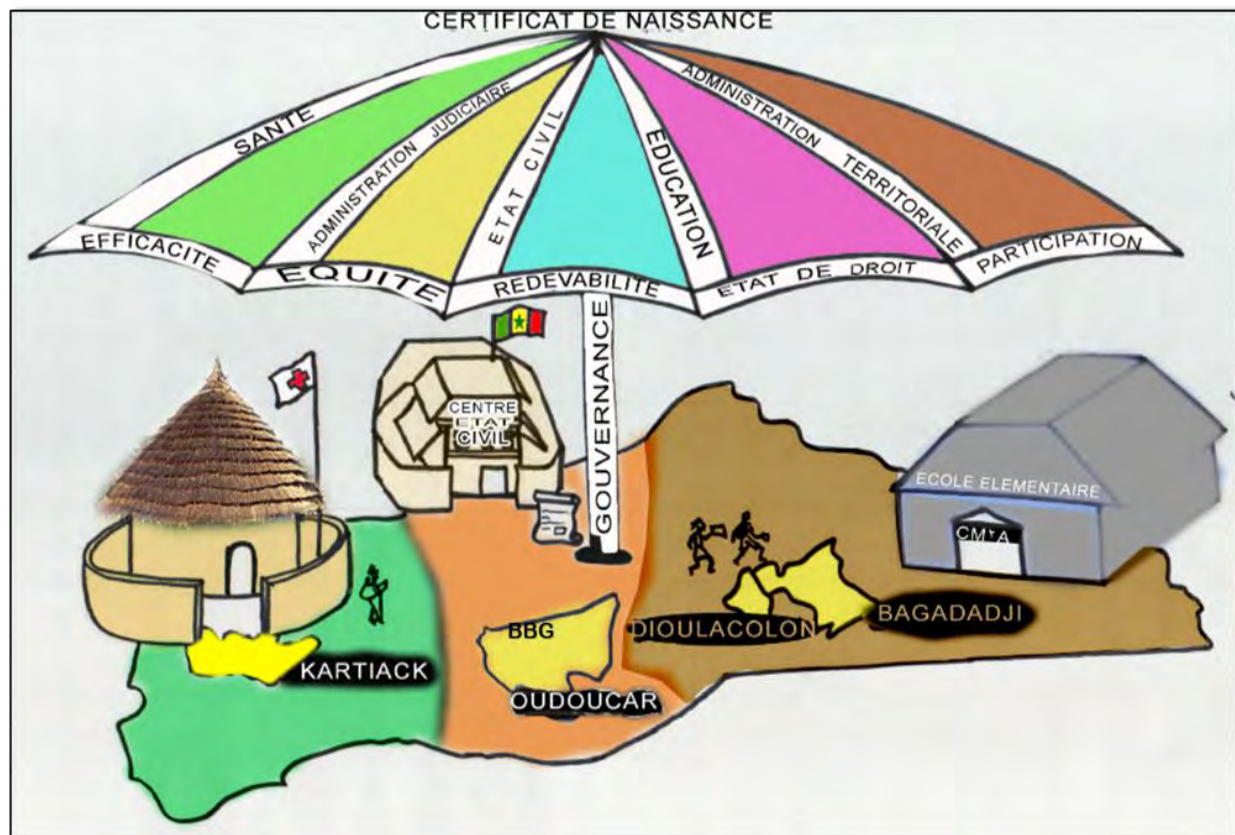 CERTIFICAT DE NAISSANCE
SANTE
ADMINISTRATION JUDICIAIRE
ETAT CIVIL
EDUCATION
ADMINISTRATION TERRITORIALE
EFFICACITE
EQUITE
REDEVABILITE
ETAT DE DROIT
PARTICIPATION
GOUVERNANCE
CENTRE
ETAT
CIVIL
ECOLE ELEMENTAIRE
KARTIACK
BBG
OUDOUCAR
DIOULACOLON
BAGADADJI